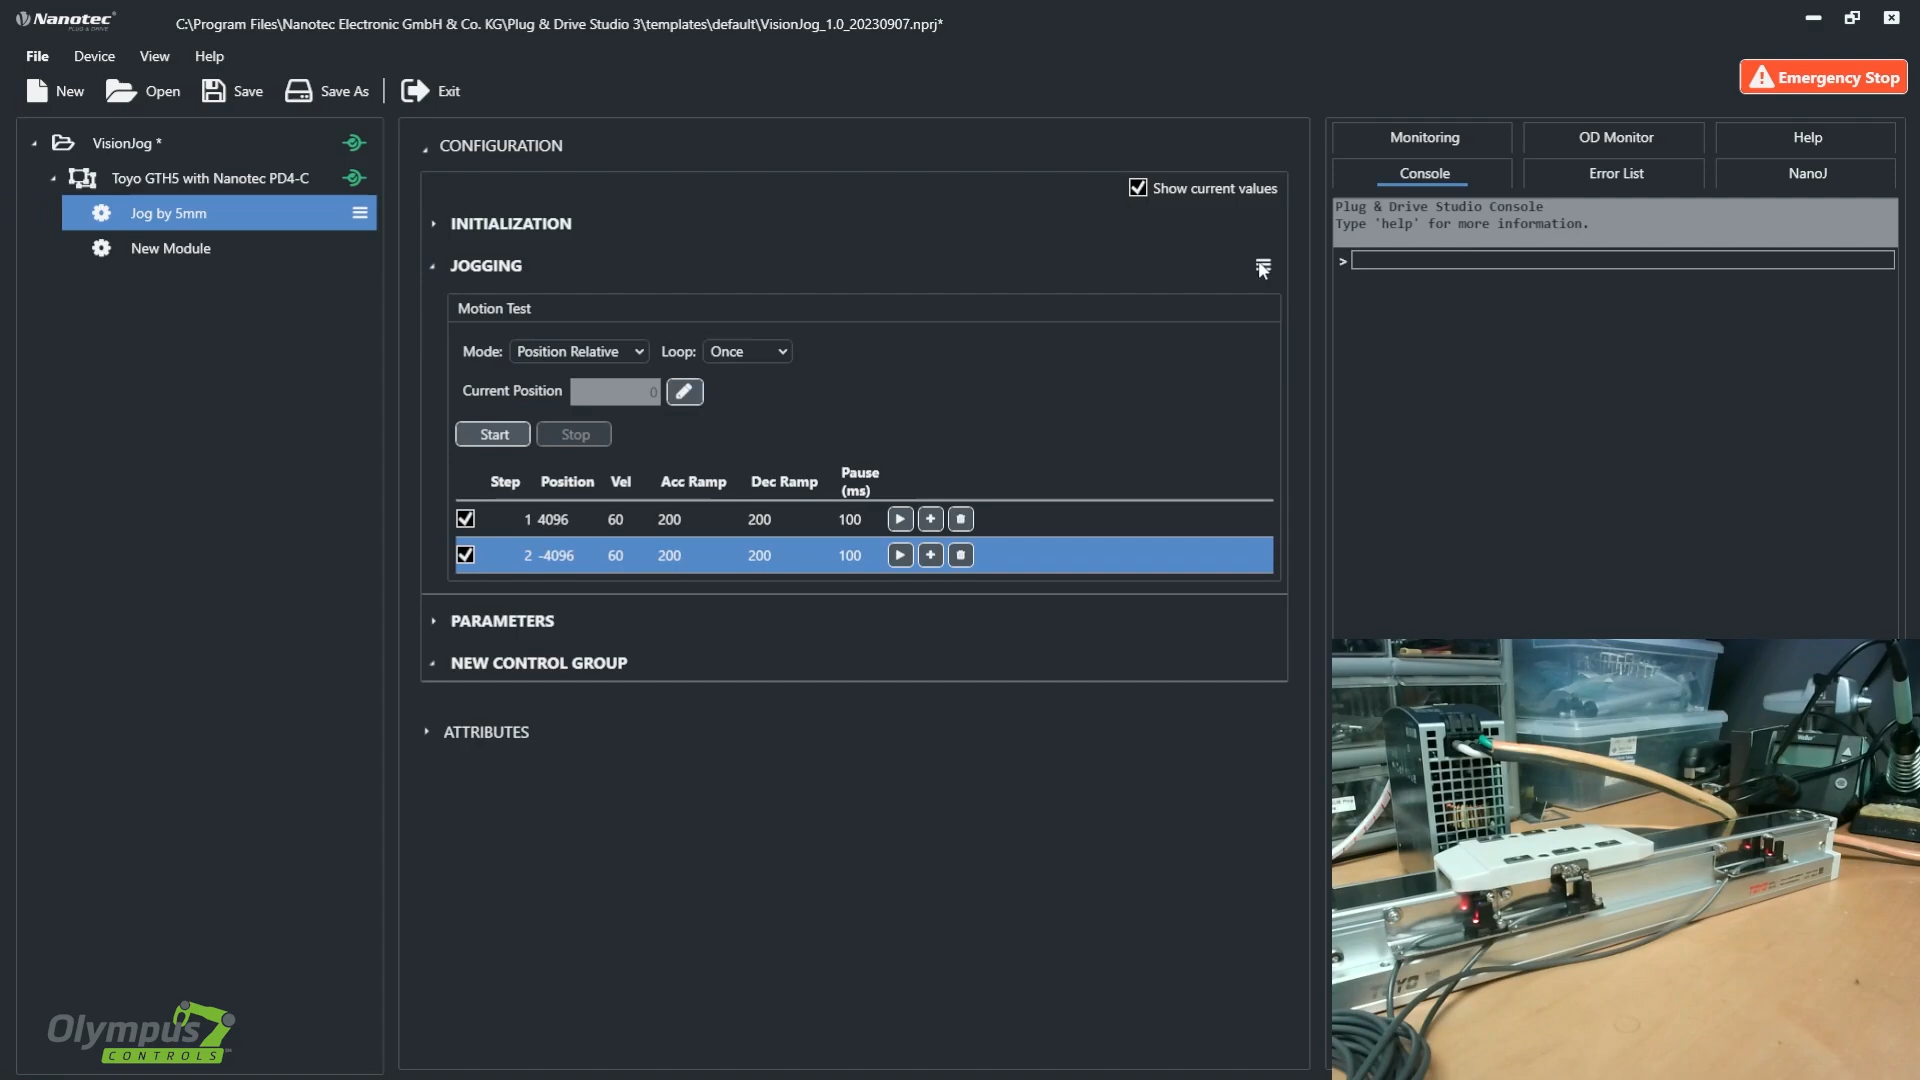 Nanotec
PLUG & DRIVE
C:\Program Files\Nanotec Electronic GmbH & Co. KG\Plug & Drive Studio 3\templates\default\VisionJog_1.0_20230907.nprj*
File Device View Help
New Open Save Save As Exit
Emergency Stop
VisionJog *
Toyo GTH5 with Nanotec PD4-C
Jog by 5mm
New Module
CONFIGURATION
Show current values
INITIALIZATION
JOGGING
Motion Test
Mode: Position Relative Loop: Once
Current Position 0
Start Stop
Step Position Vel Acc Ramp Dec Ramp Pause (ms)
1 4096 60 200 200 100
2 -4096 60 200 200 100
PARAMETERS
NEW CONTROL GROUP
ATTRIBUTES
Monitoring OD Monitor Help
Console Error List NanoJ
Plug & Drive Studio Console
Type 'help' for more information.
>
TOYO
Olympus
CONTROLS